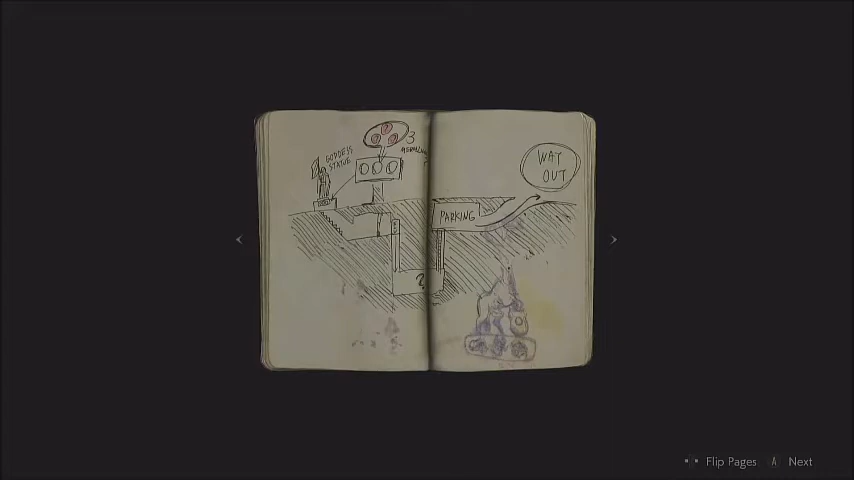 3
GODDESS
STATUE
WAY
OUT
PARKING
?
Flip Pages
A Next